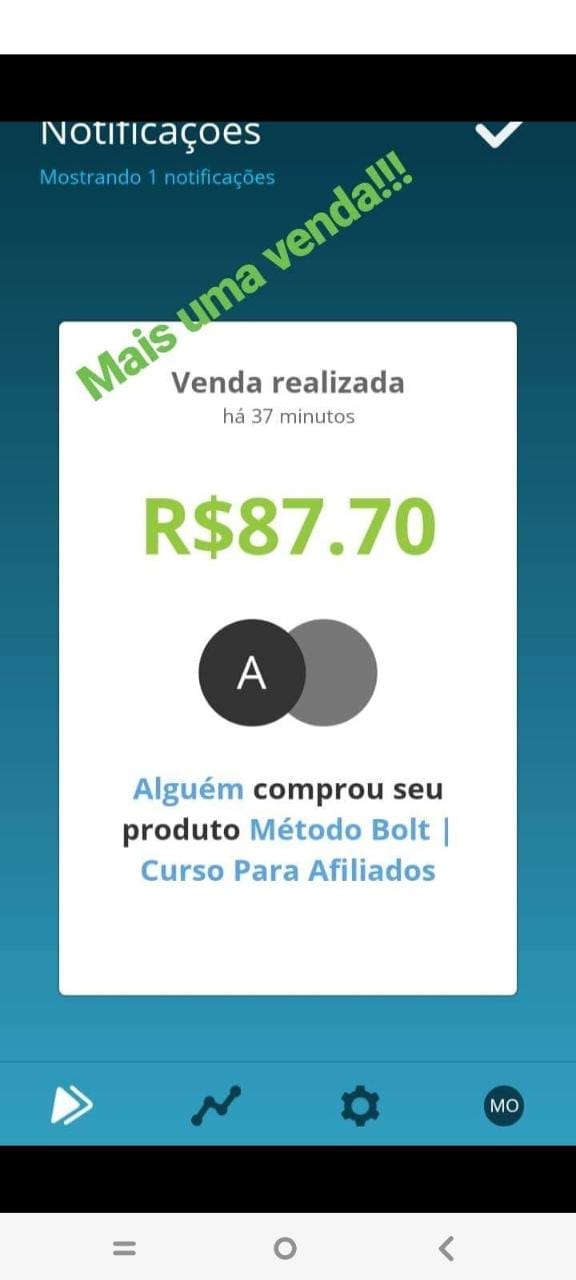 Notificações
Mostrando 1 notificações
Mais uma venda!!!
Venda realizada
há 37 minutos
R$87.70
A
Alguém comprou seu
produto Método Bolt |
Curso Para Afiliados
MO